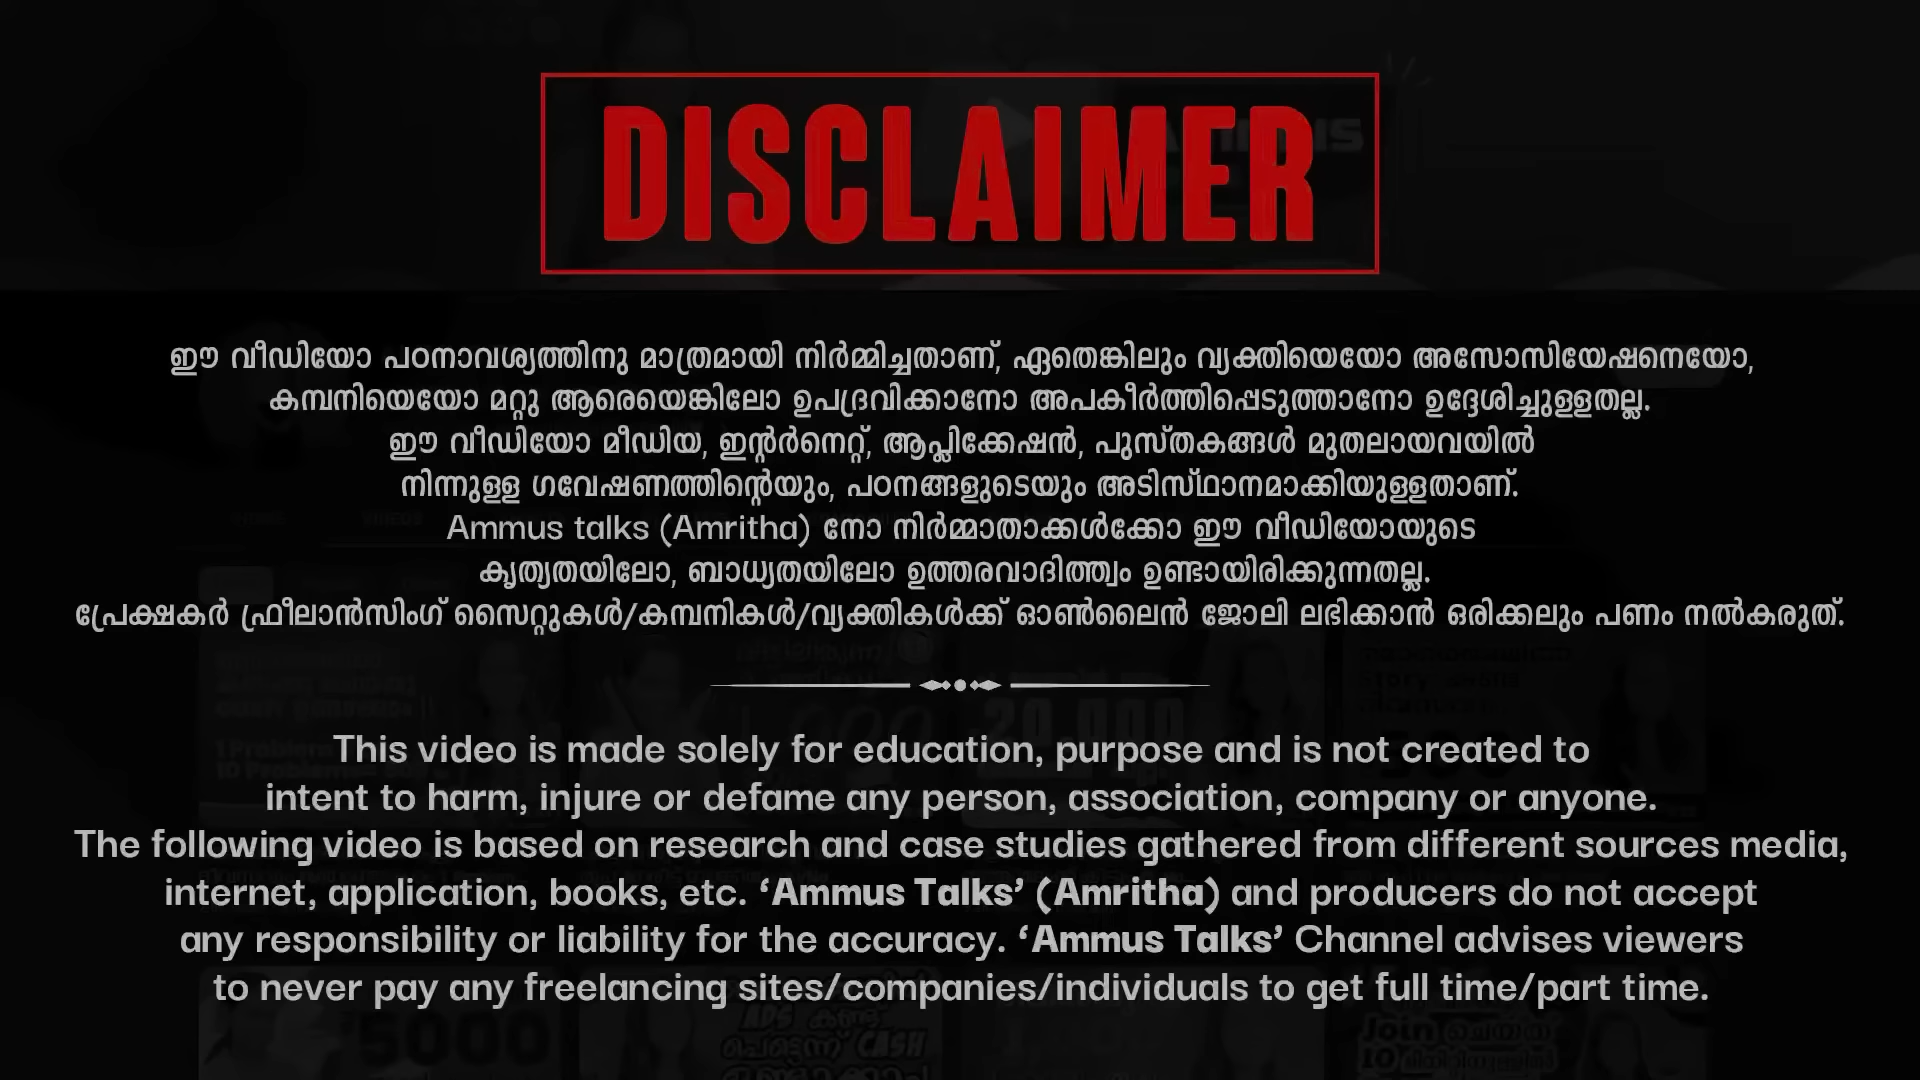 DISCLAIMER
ഈ വീഡിയോ പഠനാവശ്യത്തിനു മാത്രമായി നിർമ്മിച്ചതാണ്, ഏതെങ്കിലും വ്യക്തിയെയോ അസോസിയേഷനെയോ,
കമ്പനിയെയോ മറ്റു ആരെയെങ്കിലോ ഉപദ്രവിക്കാനോ അപകീർത്തിപ്പെടുത്താനോ ഉദ്ദേശിച്ചുള്ളതല്ല.
ഈ വീഡിയോ മീഡിയ, ഇന്റർനെറ്റ്, ആപ്ലിക്കേഷൻ, പുസ്തകങ്ങൾ മുതലായവയിൽ
നിന്നുള്ള ഗവേഷണത്തിന്റെയും, പഠനങ്ങളുടെയും അടിസ്ഥാനമാക്കിയുള്ളതാണ്.
Ammus talks (Amritha) നോ നിർമ്മാതാക്കൾക്കോ ഈ വീഡിയോയുടെ
കൃത്യതയിലോ, ബാധ്യതയിലോ ഉത്തരവാദിത്ത്വം ഉണ്ടായിരിക്കുന്നതല്ല.
പ്രേക്ഷകർ ഫ്രീലാൻസിംഗ് സൈറ്റുകൾ/കമ്പനികൾ/വ്യക്തികൾക്ക് ഓൺലൈൻ ജോലി ലഭിക്കാൻ ഒരിക്കലും പണം നൽകരുത്.
This video is made solely for education, purpose and is not created to
intent to harm, injure or defame any person, association, company or anyone.
The following video is based on research and case studies gathered from different sources media,
internet, application, books, etc. ‘Ammus Talks’ (Amritha) and producers do not accept
any responsibility or liability for the accuracy. ‘Ammus Talks’ Channel advises viewers
to never pay any freelancing sites/companies/individuals to get full time/part time.
5000